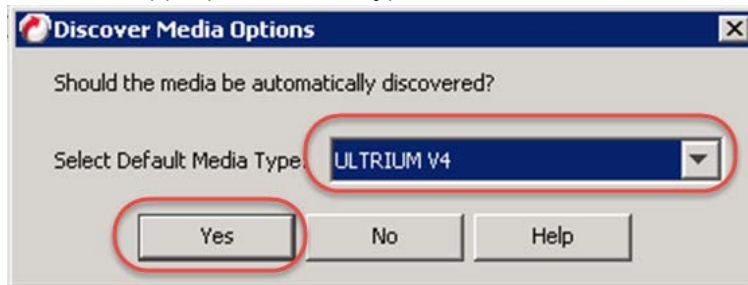 Discover Media Options
Should the media be automatically discovered?
Select Default Media Type: ULTRIUM V4
Yes No Help